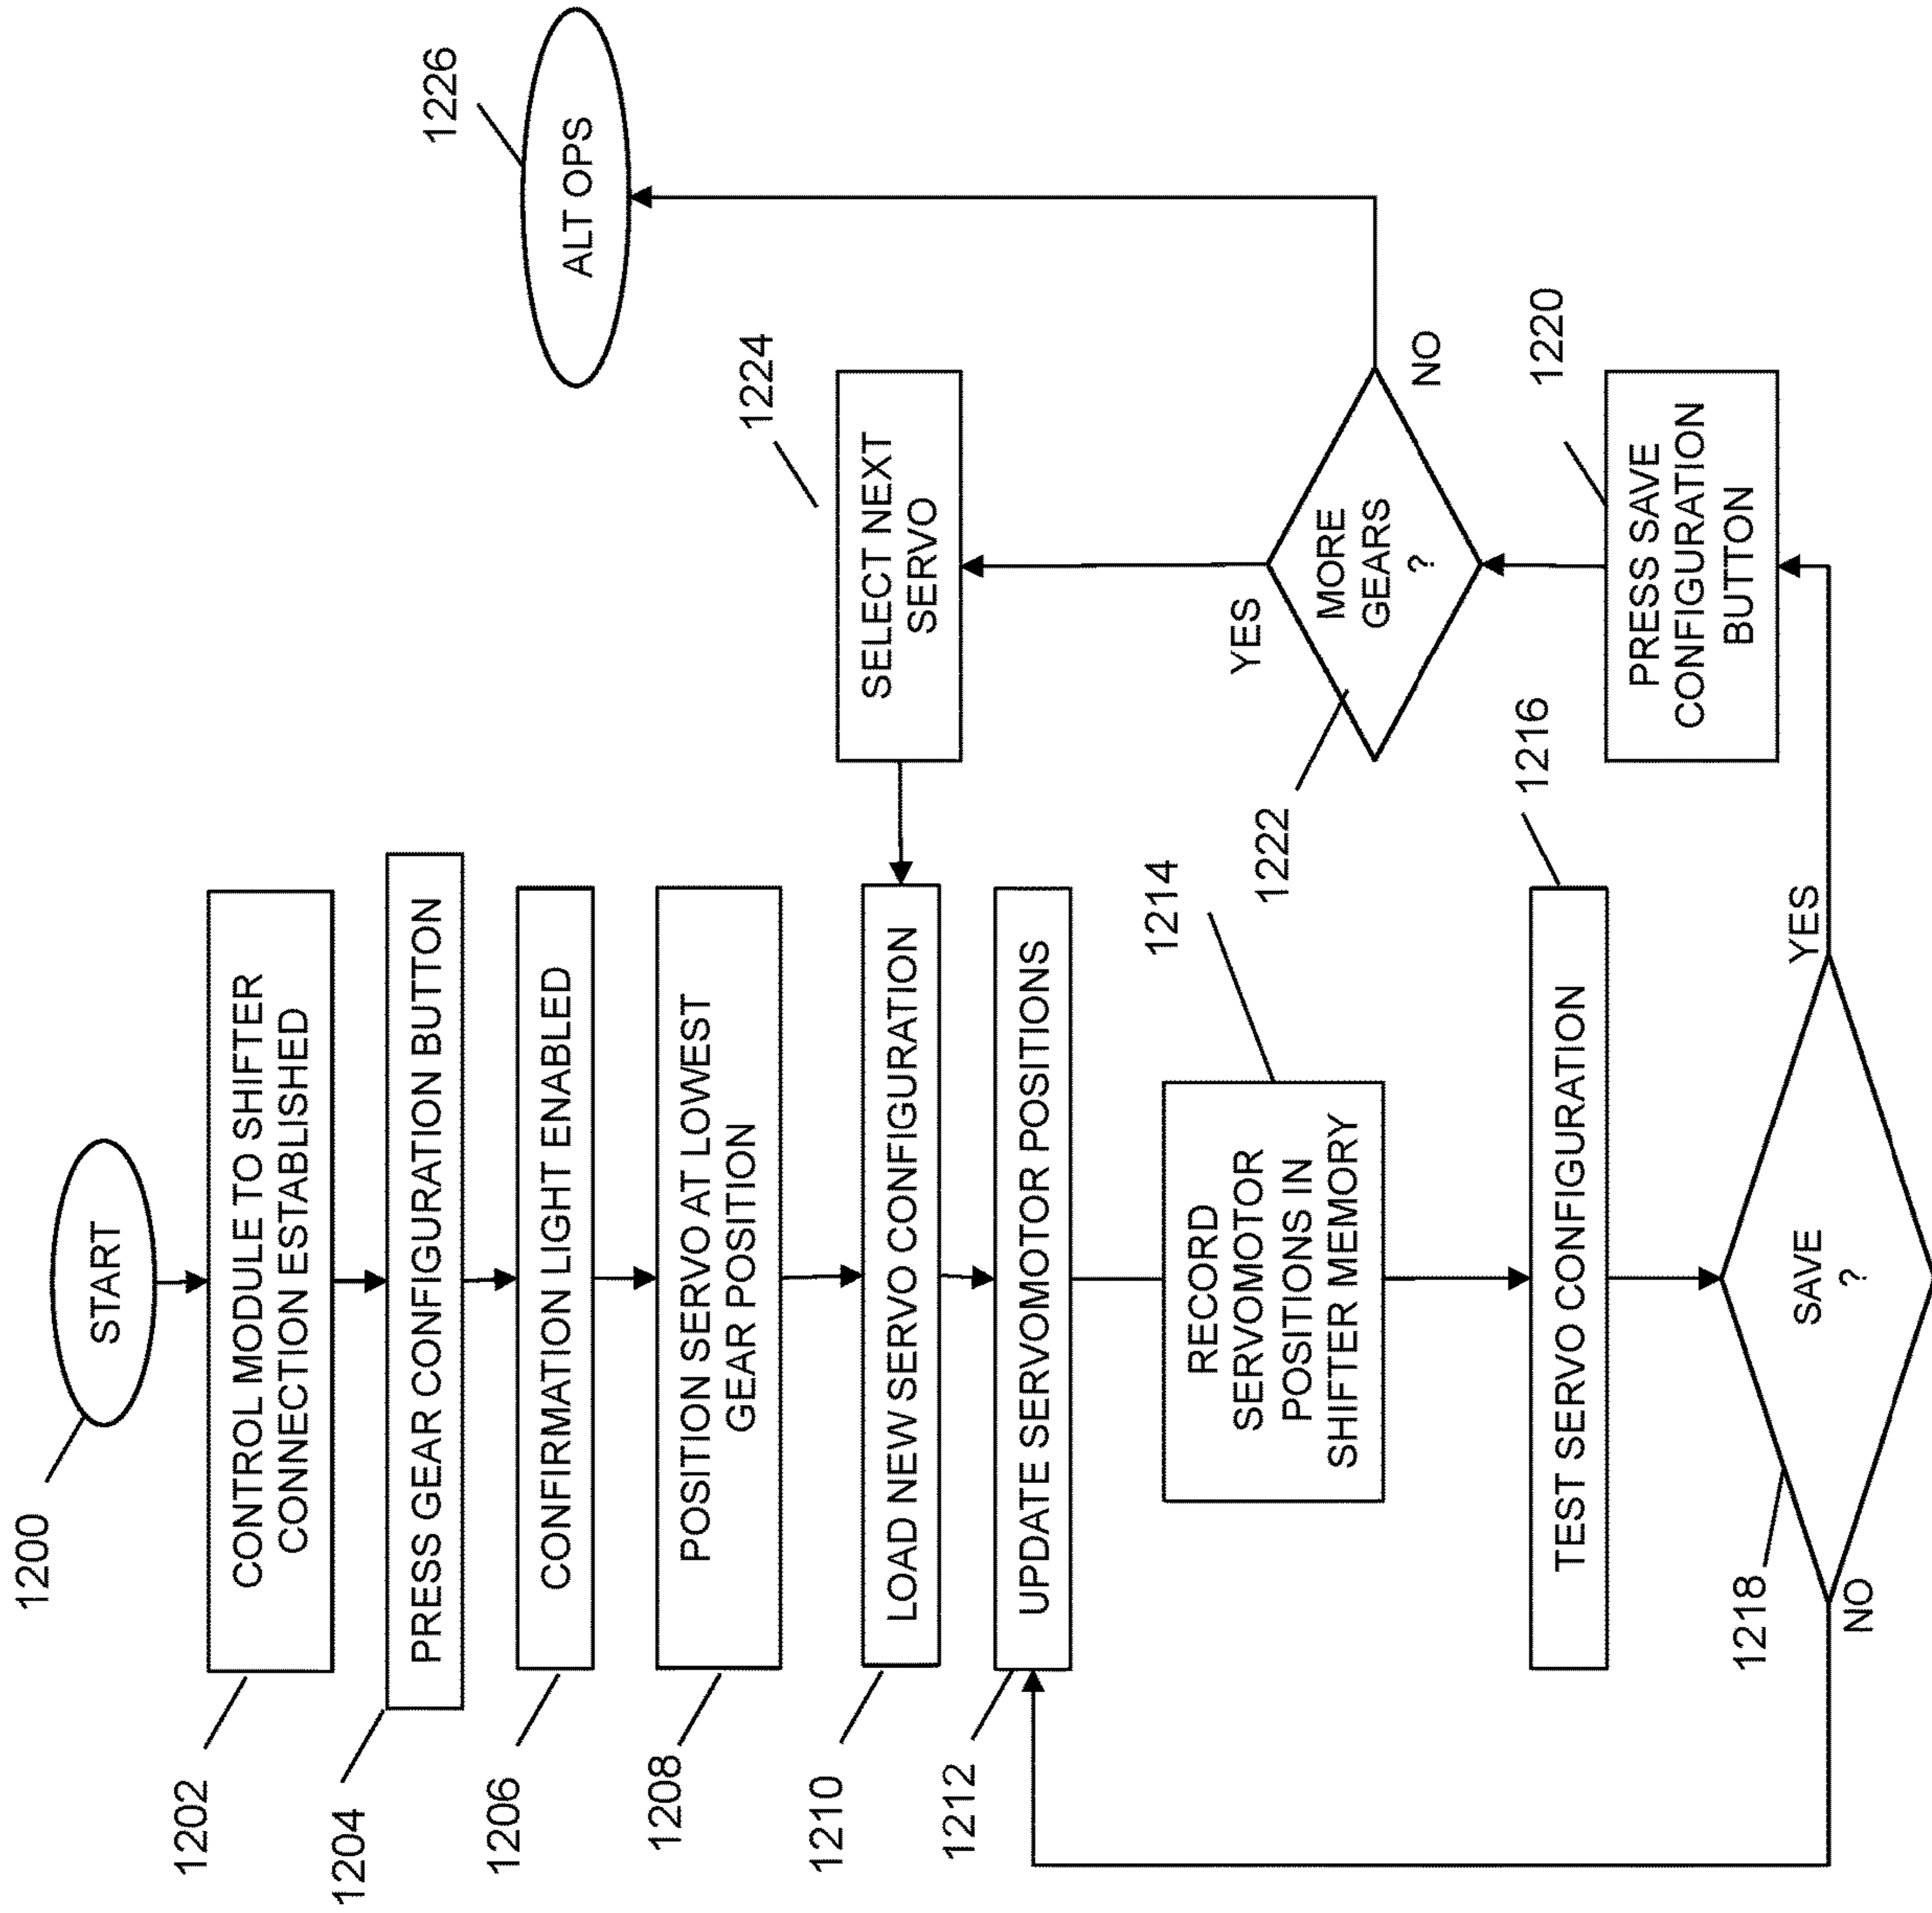 1200
START
1202
CONTROL MODULE TO SHIFTER
CONNECTION ESTABLISHED
1204
PRESS GEAR CONFIGURATION BUTTON
1206
CONFIRMATION LIGHT ENABLED
1208
POSITION SERVO AT LOWEST
GEAR POSITION
1210
LOAD NEW SERVO CONFIGURATION
1212
UPDATE SERVOMOTOR POSITIONS
1214
RECORD
SERVOMOTOR
POSITIONS IN
SHIFTER MEMORY
1216
TEST SERVO CONFIGURATION
1218
SAVE
?
NO
YES
1220
PRESS SAVE
CONFIGURATION
BUTTON
1222
MORE
GEARS
?
YES
NO
1224
SELECT NEXT
SERVO
1226
ALT OPS